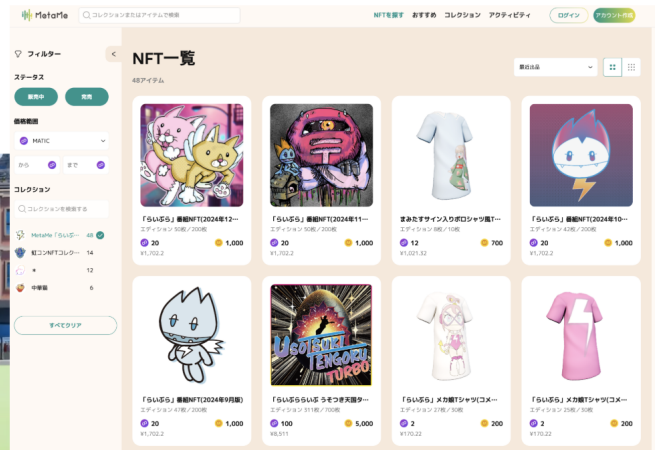 MetaMe
コレクションまたはアイテムで検索
NFTを探す おすすめ コレクション アクティビティ ログイン アカウント作成
フィルター
ステータス
販売中 完売
価格範囲
MATIC
から まで
コレクション
コレクションを検索する
MetaMe「らいぶ… 48
虹コンNFTコレク… 14
12
中華猫 6
すべてクリア
NFT一覧
48アイテム
最近出品
「らいぶら」番組NFT(2024年12…
エディション 50枚/200枚
20 1,000
¥1,702.2
「らいぶら」番組NFT(2024年11…
エディション 50枚/200枚
20 1,000
¥1,702.2
まみたすサイン入りポロシャツ風T…
エディション 8枚/10枚
12 700
¥1,021.32
「らいぶら」番組NFT(2024年10…
エディション 42枚/200枚
20 1,000
¥1,702.2
「らいぶら」番組NFT(2024年9月版)
エディション 47枚/200枚
20 1,000
¥1,702.2
USOTSUKI
TENGOKU
TURBO
「らいぶららいぶ うそつき天国タ…
エディション 311枚/700枚
100 5,000
¥8,511
「らいぶら」メカ娘Tシャツ(コメ…
エディション 27枚/30枚
2 200
¥170.22
「らいぶら」メカ娘Tシャツ(コメ…
エディション 25枚/30枚
2 200
¥170.22